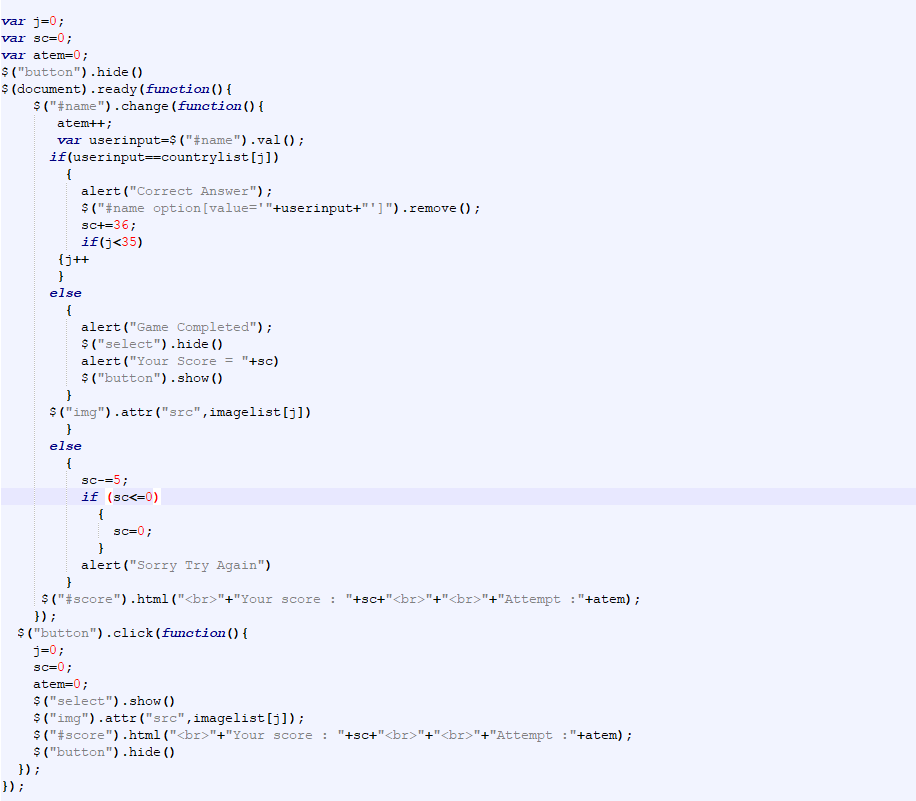 var j=0;
var sc=0;
var atem=0;
$("button").hide()
$(document).ready(function(){
    $("#name").change(function(){
       atem++;
       var userinput=$("#name").val();
      if(userinput==countrylist[j])
        {
          alert("Correct Answer");
          $("#name option[value='"+userinput+"']").remove();
          sc+=36;
          if(j<35)
       {j++
       }
      else
        {
          alert("Game Completed");
          $("select").hide()
          alert("Your Score = "+sc)
          $("button").show()
        }
      $("img").attr("src",imagelist[j])
        }
      else
        {
          sc-=5;
          if (sc<=0)
            {
              sc=0;
            }
          alert("Sorry Try Again")
        }
     $("#score").html("<br>"+"Your score : "+sc+"<br>"+"<br>"+"Attempt :"+atem);
    });
  $("button").click(function(){
    j=0;
    sc=0;
    atem=0;
    $("select").show()
    $("img").attr("src",imagelist[j]);
    $("#score").html("<br>"+"Your score : "+sc+"<br>"+"<br>"+"Attempt :"+atem);
    $("button").hide()
  });
});